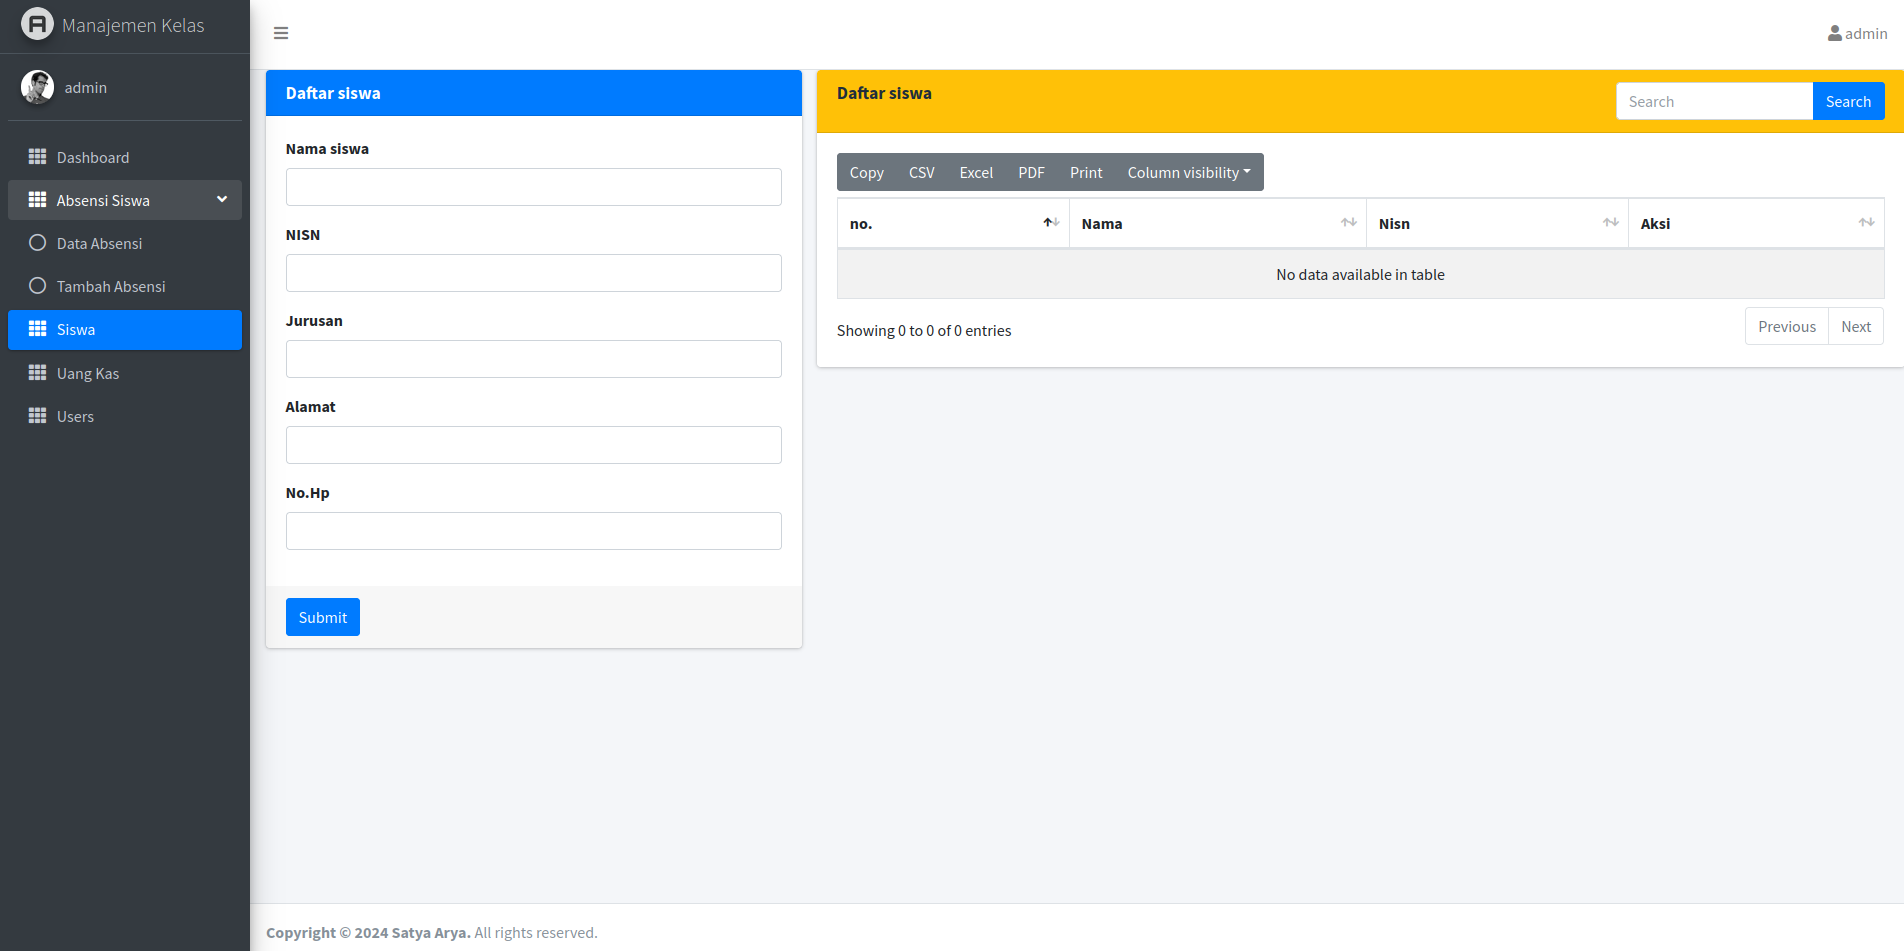 Manajemen Kelas
admin
Dashboard
Absensi Siswa
Data Absensi
Tambah Absensi
Siswa
Uang Kas
Users
admin
Daftar siswa
Nama siswa
NISN
Jurusan
Alamat
No.Hp
Submit
Daftar siswa
Search Search
Copy CSV Excel PDF Print Column visibility
no. Nama Nisn Aksi
No data available in table
Showing 0 to 0 of 0 entries
Previous Next
Copyright © 2024 Satya Arya. All rights reserved.